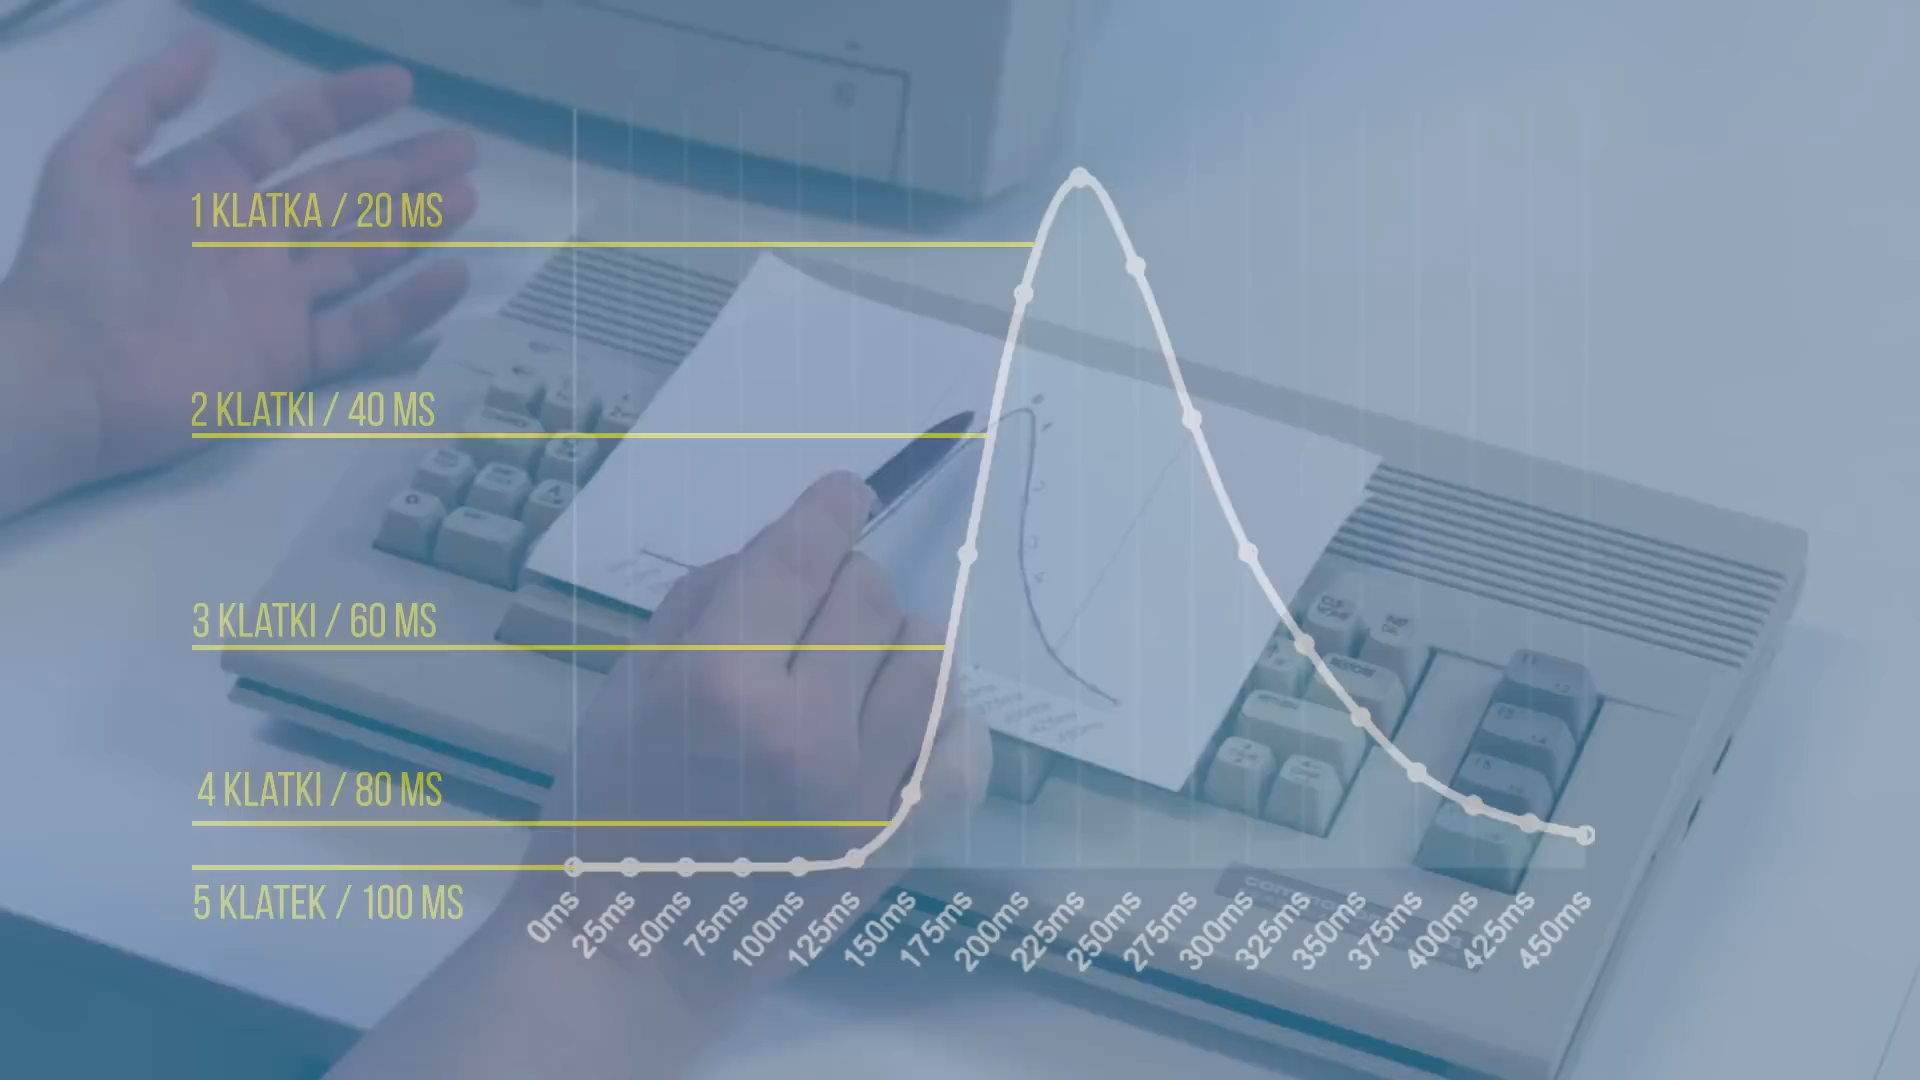 1 KLATKA / 20 MS
2 KLATKI / 40 MS
3 KLATKI / 60 MS
4 KLATKI / 80 MS
5 KLATEK / 100 MS
0ms
25ms
50ms
75ms
100ms
125ms
150ms
175ms
200ms
225ms
250ms
275ms
300ms
325ms
350ms
375ms
400ms
425ms
450ms